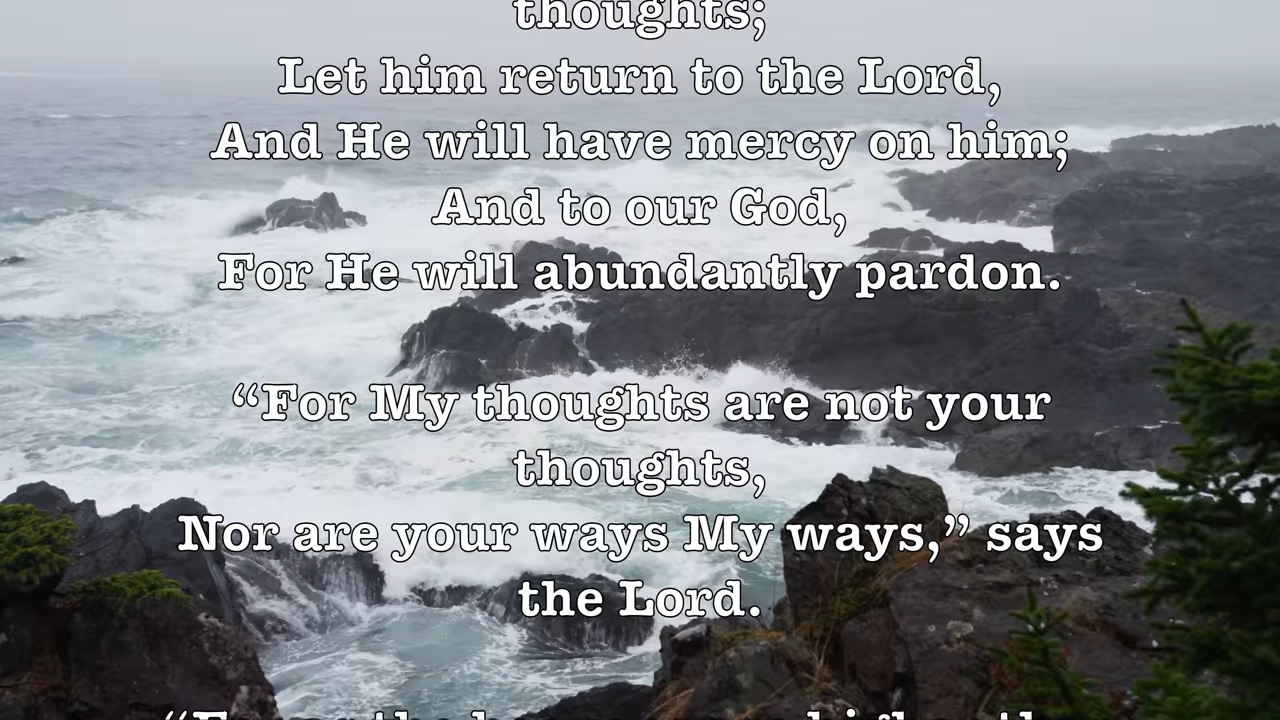 thoughts;
Let him return to the Lord,
And He will have mercy on him;
And to our God,
For He will abundantly pardon.
“For My thoughts are not your
thoughts,
Nor are your ways My ways,” says
the Lord.